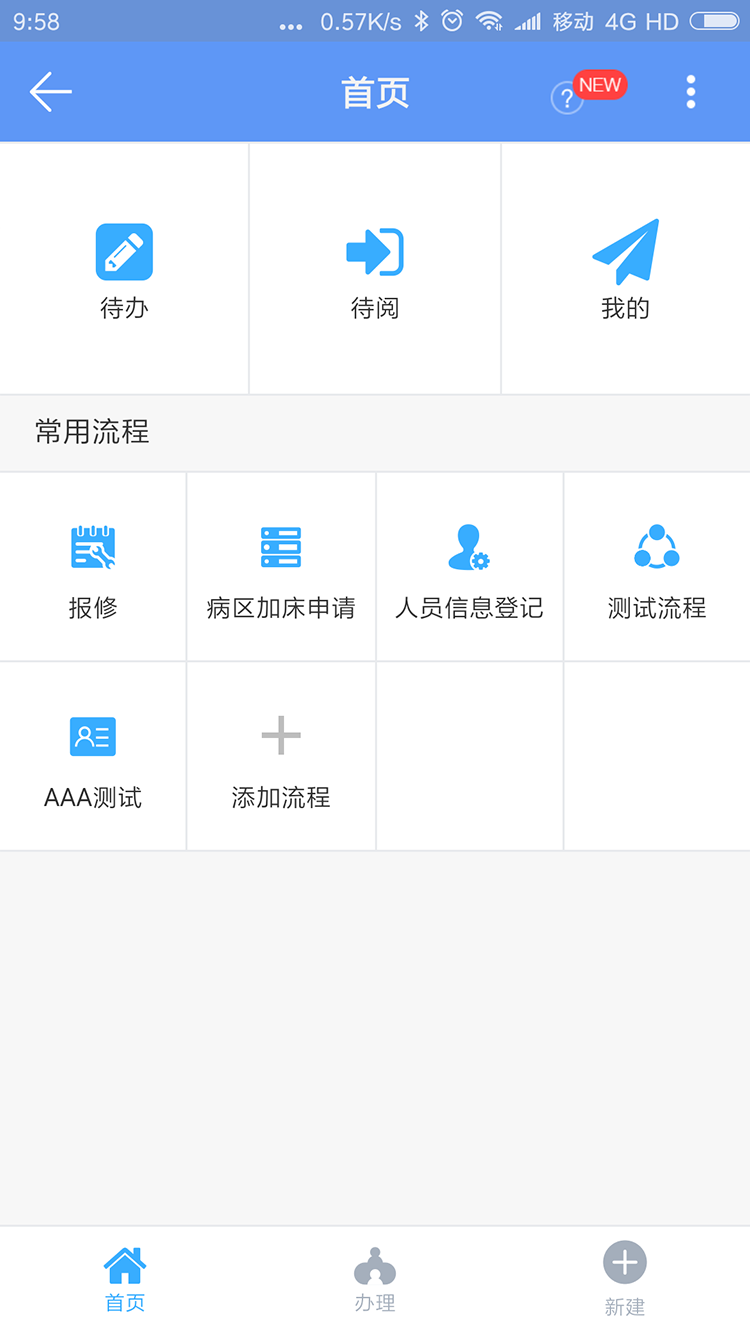 9:58 ... 0.57K/s 移动 4G HD
首页 ? NEW
待办 待阅 我的
常用流程
报修 病区加床申请 人员信息登记 测试流程
AAA测试 添加流程
首页 办理 新建